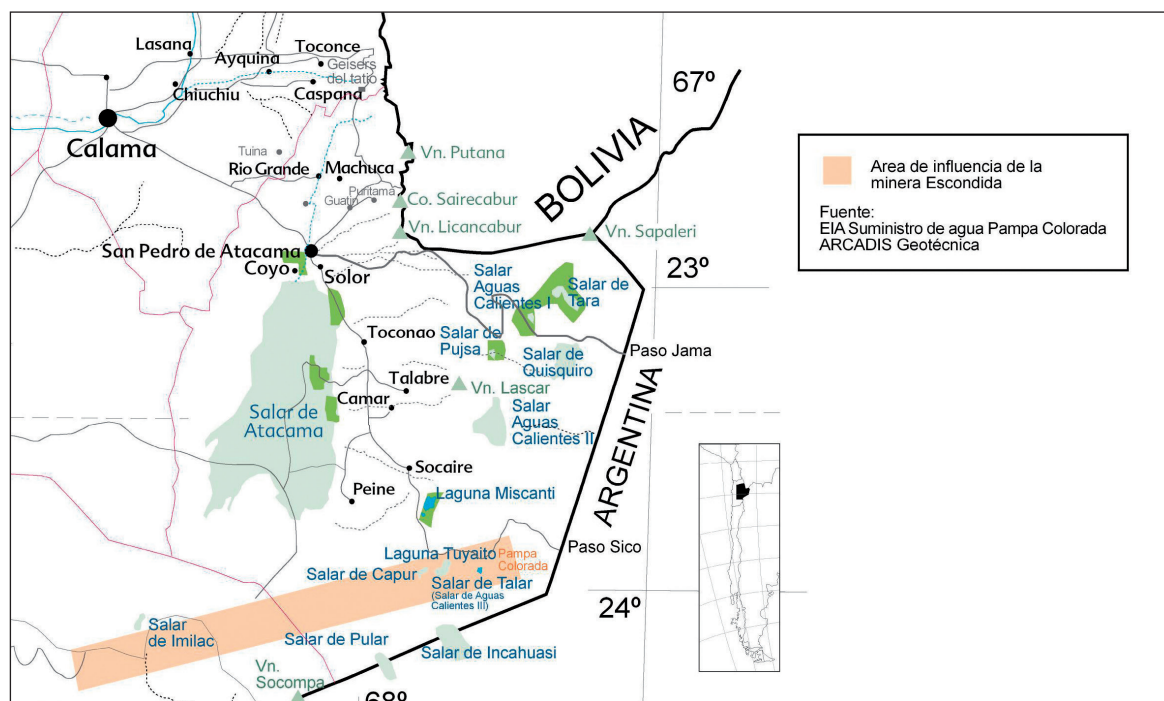 Lasana
Toconce
Ayquina
Geisers
del tatio
Chiuchiu
Caspana
67º
Calama
BOLIVIA
Vn. Putana
Tuina
Rio Grande
Machuca
Puritama
Guatin
Co. Sairecabur
Vn. Licancabur
Vn. Sapaleri
San Pedro de Atacama
Coyo
Solor
23º
Salar
Aguas
Calientes I
Salar de
Tara
Toconao
Salar de
Pujsa
Salar de
Quisquiro
Paso Jama
Talabre
Vn. Lascar
Camar
Salar de
Atacama
Salar
Aguas
Calientes II
ARGENTINA
Socaire
Peine
Laguna Miscanti
Paso Sico
Laguna Tuyaito
Pampa
Colorada
Salar de Capur
Salar de Talar
(Salar de Aguas
Calientes III)
24º
Salar
de Imilac
Salar de Pular
Salar de Incahuasi
Vn.
Socompa
68º
Area de influencia de la
minera Escondida
Fuente:
EIA Suministro de agua Pampa Colorada
ARCADIS Geotécnica